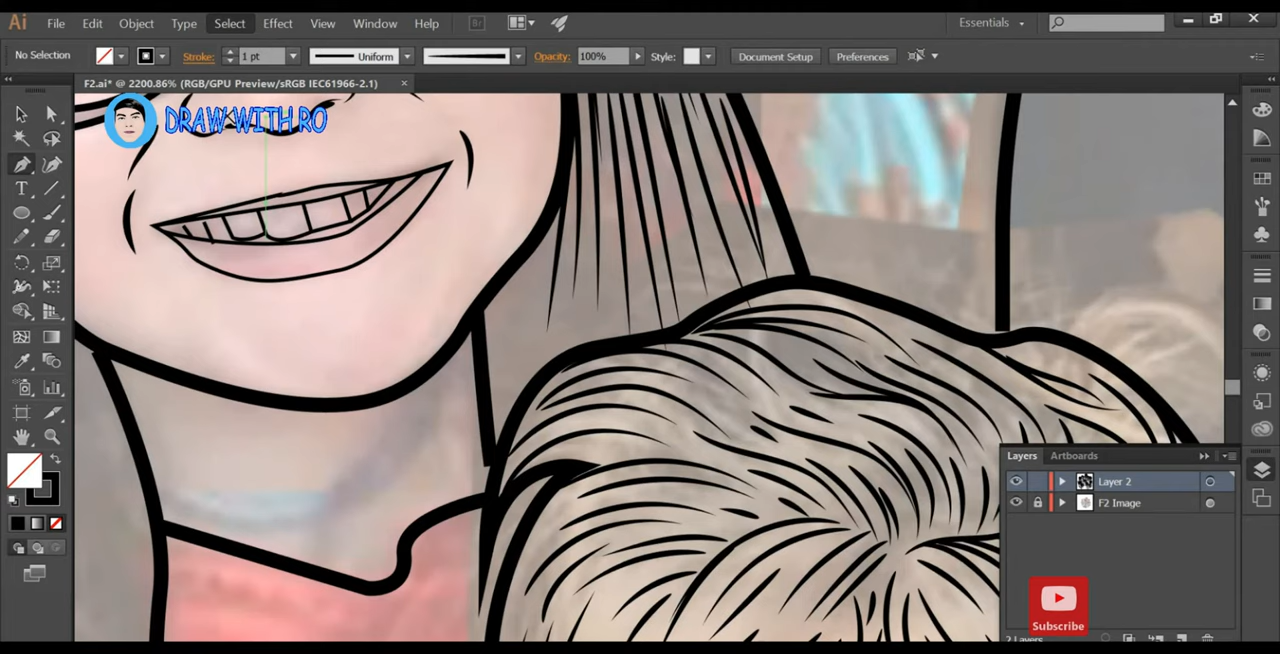 Ai File Edit Object Type Select Effect View Window Help Br Essentials
No Selection Stroke: 1 pt Uniform Opacity: 100% Style: Document Setup Preferences
F2.ai* @ 2200.86% (RGB/GPU Preview/sRGB IEC61966-2.1) ×
DRAW WITH RO
T
Layers Artboards
Layer 2
F2 Image
Subscribe
2 Layers